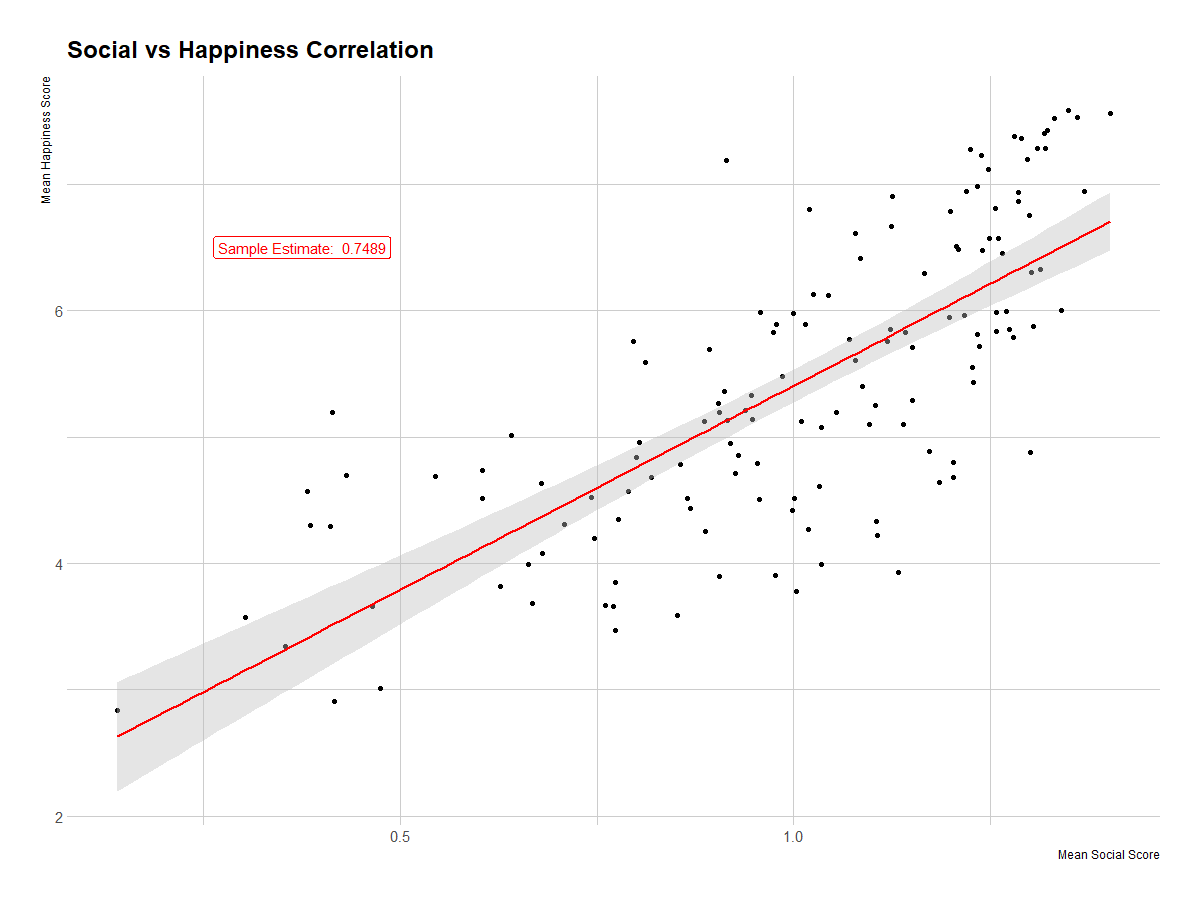 Social vs Happiness Correlation
Mean Happiness Score
Sample Estimate:  0.7489
6
4
2
0.5
1.0
Mean Social Score